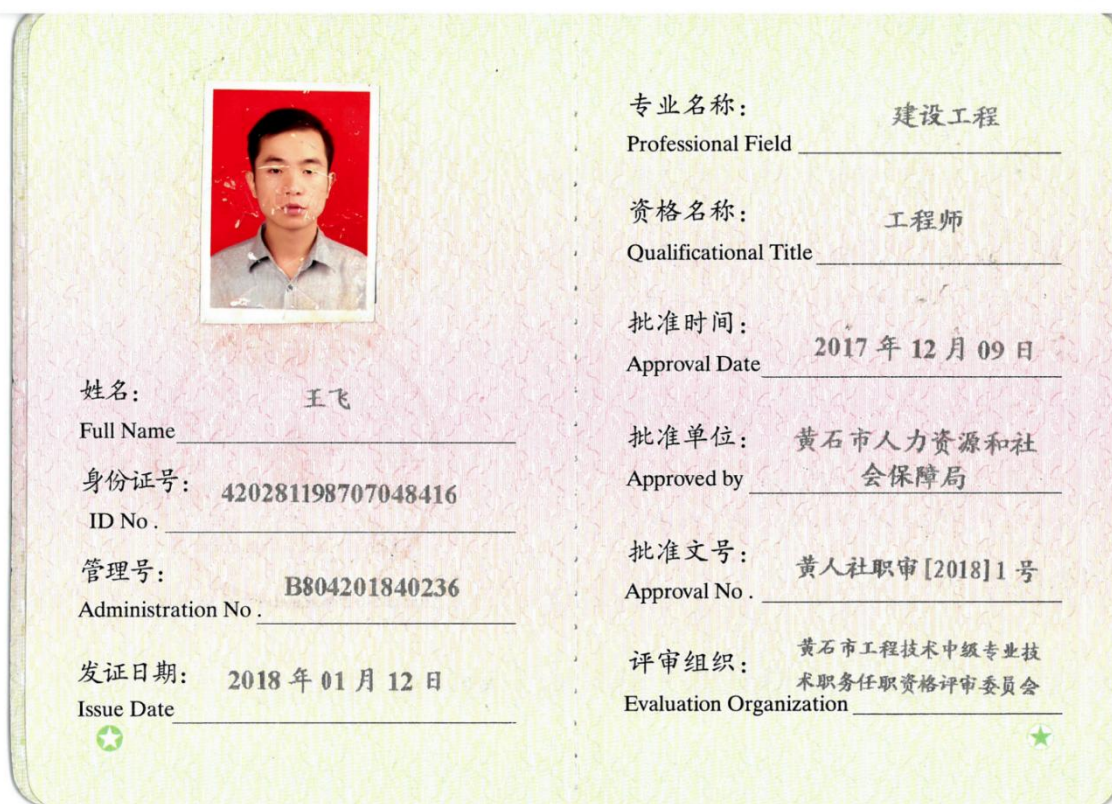 姓名：
王飞
Full Name
身份证号：
420281198707048416
ID No .
管理号：
B804201840236
Administration No .
发证日期：
2018 年 01 月 12 日
Issue Date
专业名称：
建设工程
Professional Field
资格名称：
工程师
Qualificational Title
批准时间：
2017 年 12 月 09 日
Approval Date
批准单位：
黄石市人力资源和社
会保障局
Approved by
批准文号：
黄人社职审[2018]1 号
Approval No .
评审组织：
黄石市工程技术中级专业技
术职务任职资格评审委员会
Evaluation Organization